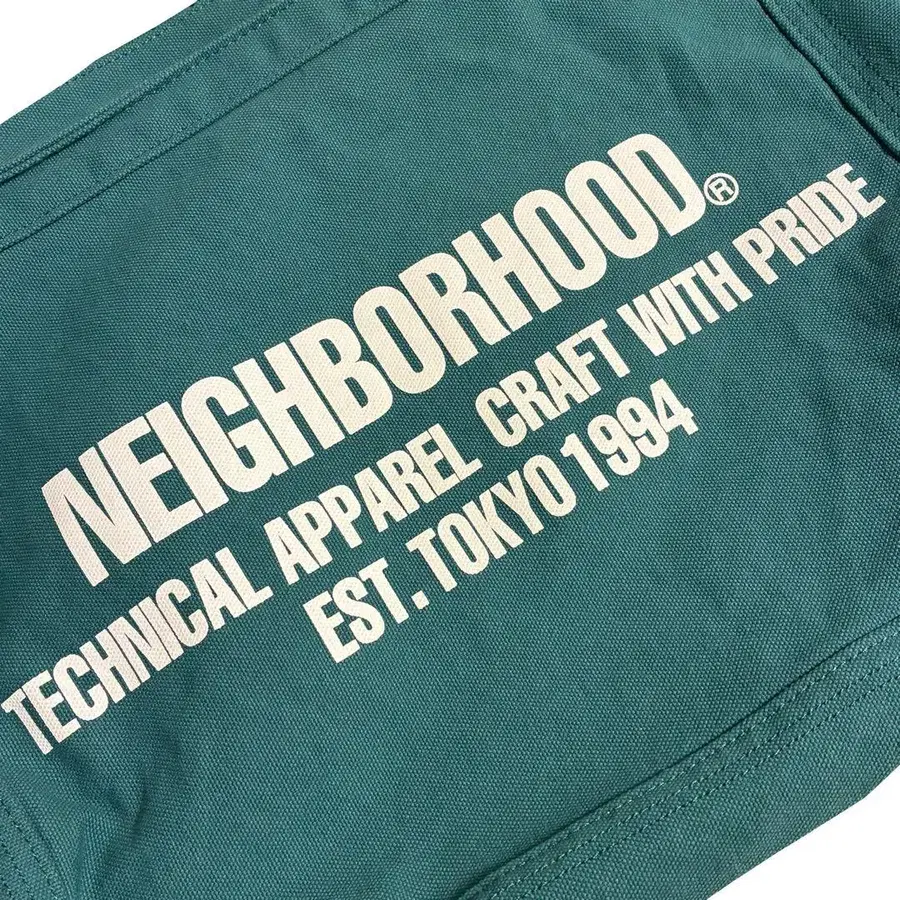 NEIGHBORHOOD.®
TECHNICAL APPAREL CRAFT WITH PRIDE
EST. TOKYO 1994